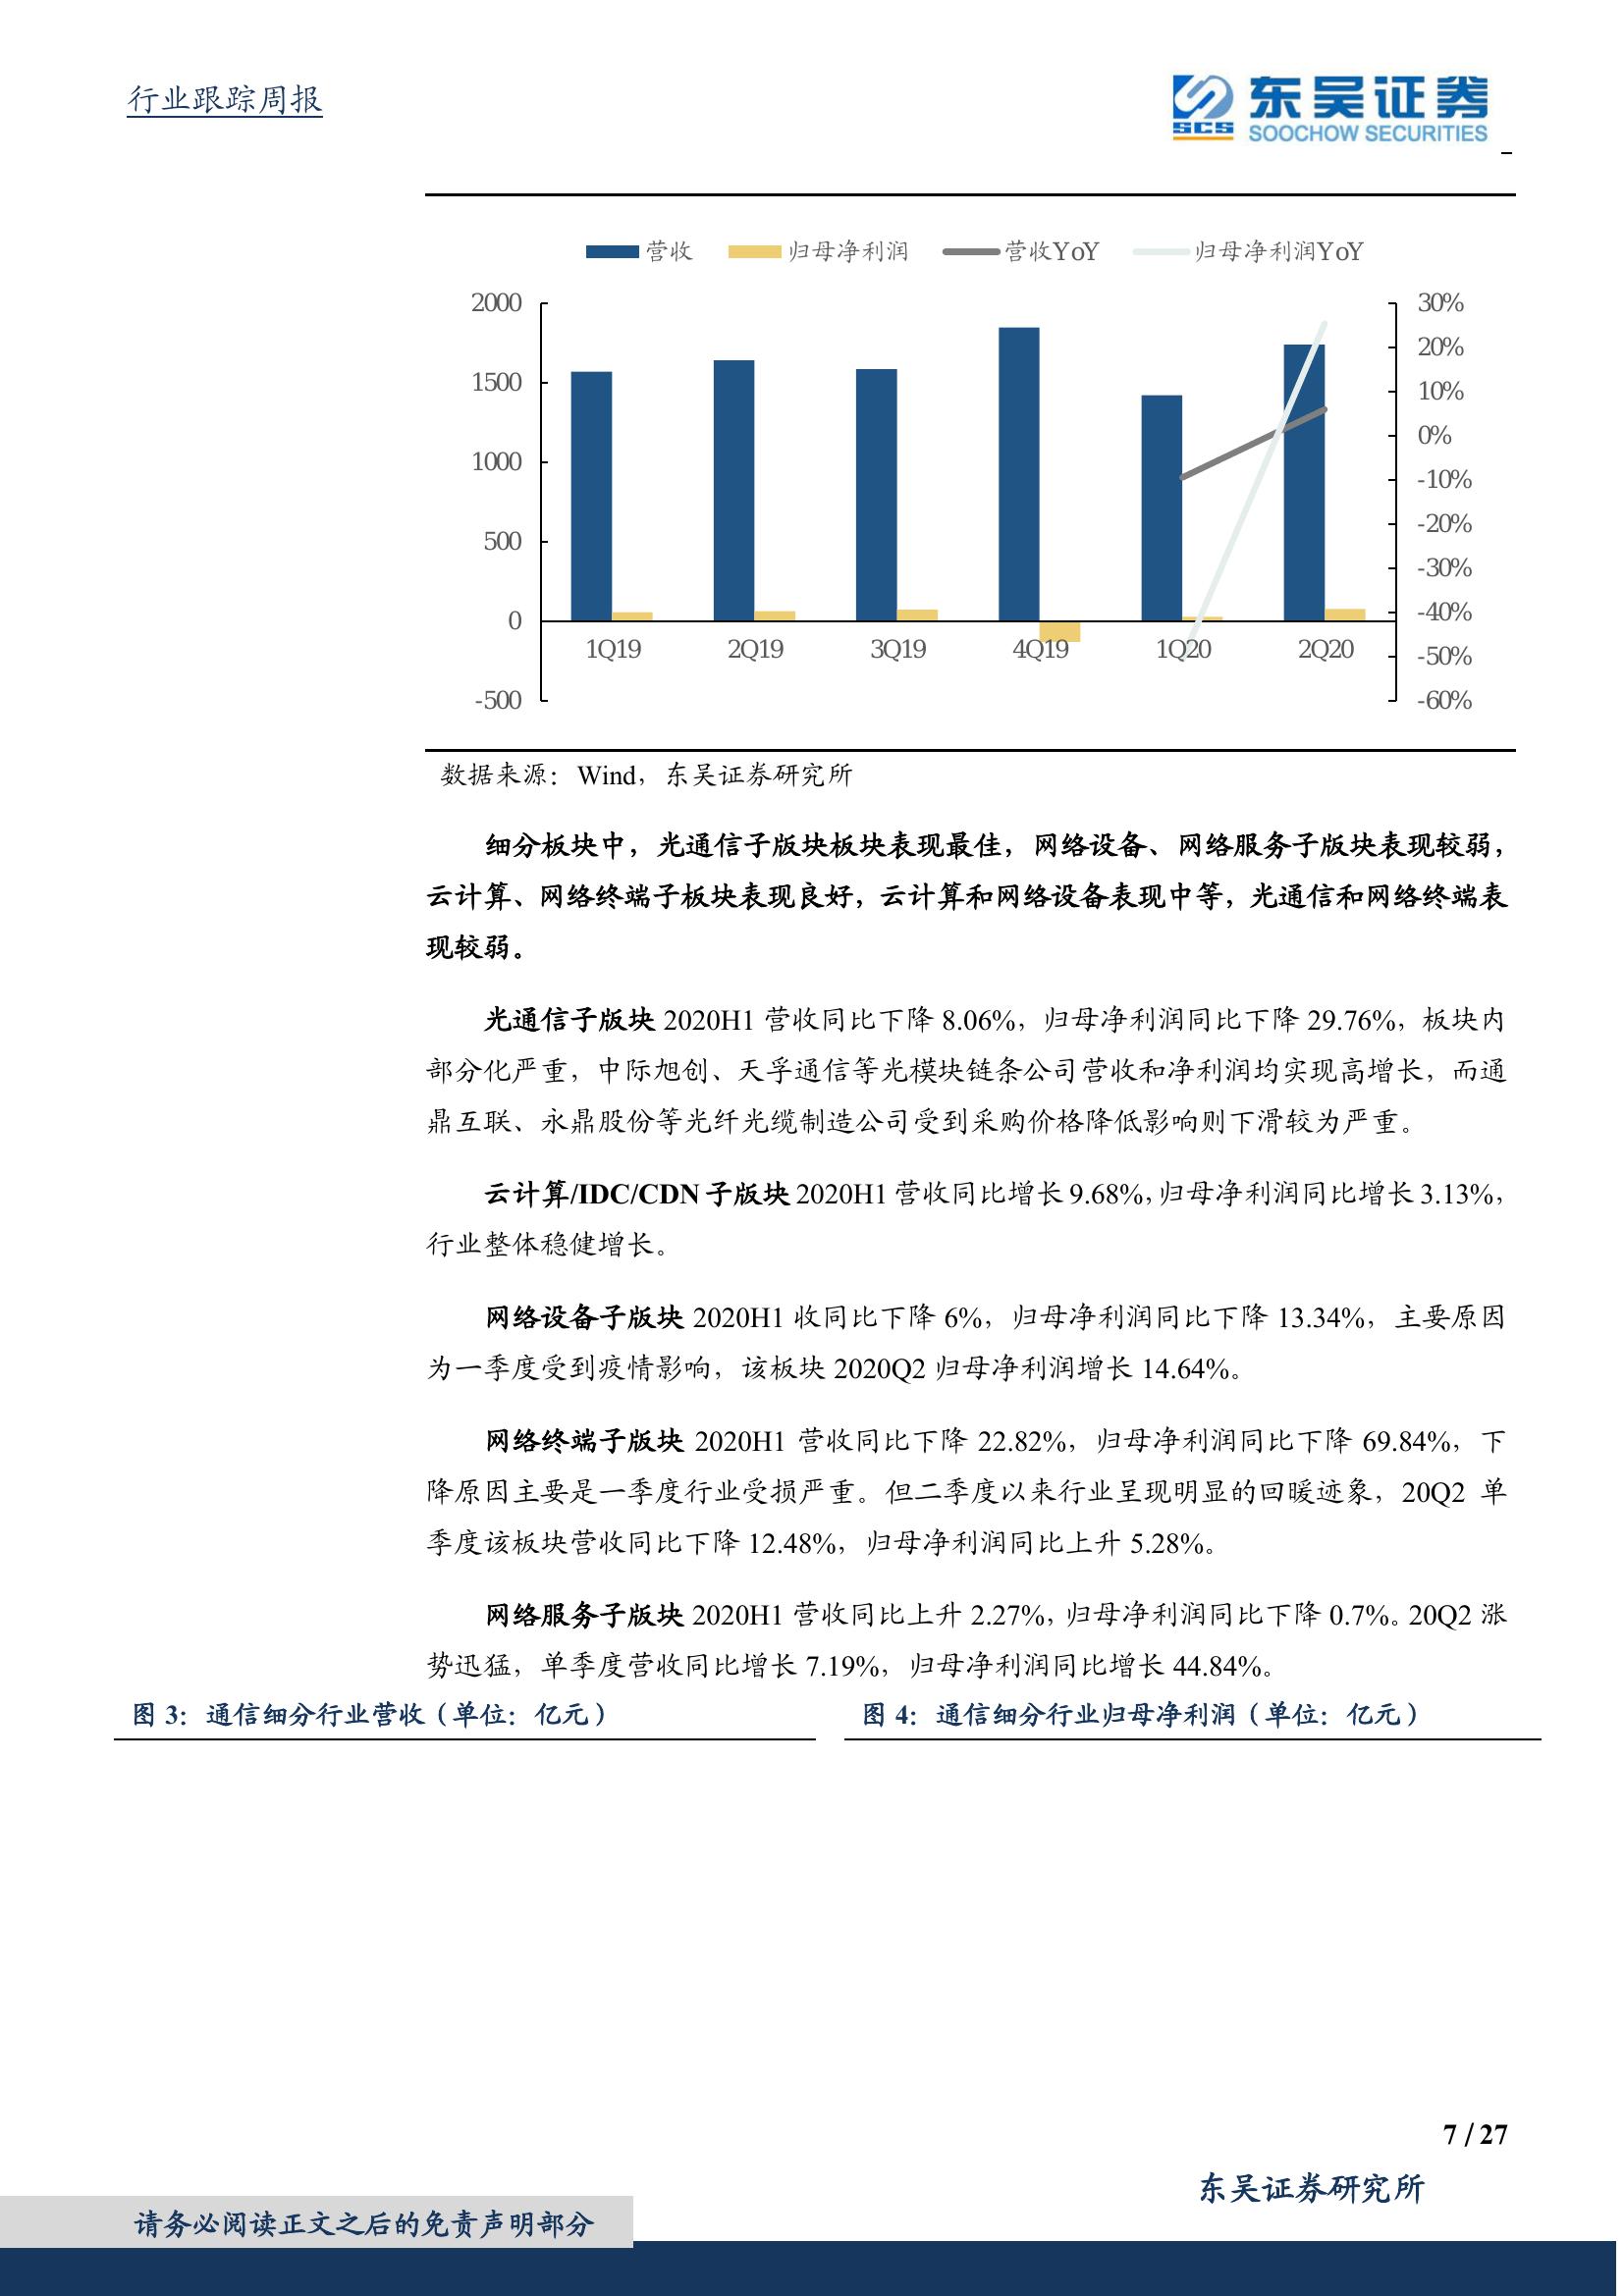 行业跟踪周报
SCS
东吴证券
SOOCHOW SECURITIES
营收 归母净利润 营收YoY 归母净利润YoY
2000
1500
1000
500
0
-500
30%
20%
10%
0%
-10%
-20%
-30%
-40%
-50%
-60%
1Q19 2Q19 3Q19 4Q19 1Q20 2Q20
数据来源：Wind，东吴证券研究所
细分板块中，光通信子版块板块表现最佳，网络设备、网络服务子版块表现较弱，
云计算、网络终端子板块表现良好，云计算和网络设备表现中等，光通信和网络终端表
现较弱。
光通信子版块 2020H1 营收同比下降 8.06%，归母净利润同比下降 29.76%，板块内
部分化严重，中际旭创、天孚通信等光模块链条公司营收和净利润均实现高增长，而通
鼎互联、永鼎股份等光纤光缆制造公司受到采购价格降低影响则下滑较为严重。
云计算/IDC/CDN 子版块 2020H1 营收同比增长 9.68%，归母净利润同比增长 3.13%，
行业整体稳健增长。
网络设备子版块 2020H1 收同比下降 6%，归母净利润同比下降 13.34%，主要原因
为一季度受到疫情影响，该板块 2020Q2 归母净利润增长 14.64%。
网络终端子版块 2020H1 营收同比下降 22.82%，归母净利润同比下降 69.84%，下
降原因主要是一季度行业受损严重。但二季度以来行业呈现明显的回暖迹象，20Q2 单
季度该板块营收同比下降 12.48%，归母净利润同比上升 5.28%。
网络服务子版块 2020H1 营收同比上升 2.27%，归母净利润同比下降 0.7%。20Q2 涨
势迅猛，单季度营收同比增长 7.19%，归母净利润同比增长 44.84%。
图 3：通信细分行业营收（单位：亿元）
图 4：通信细分行业归母净利润（单位：亿元）
7 / 27
东吴证券研究所
请务必阅读正文之后的免责声明部分